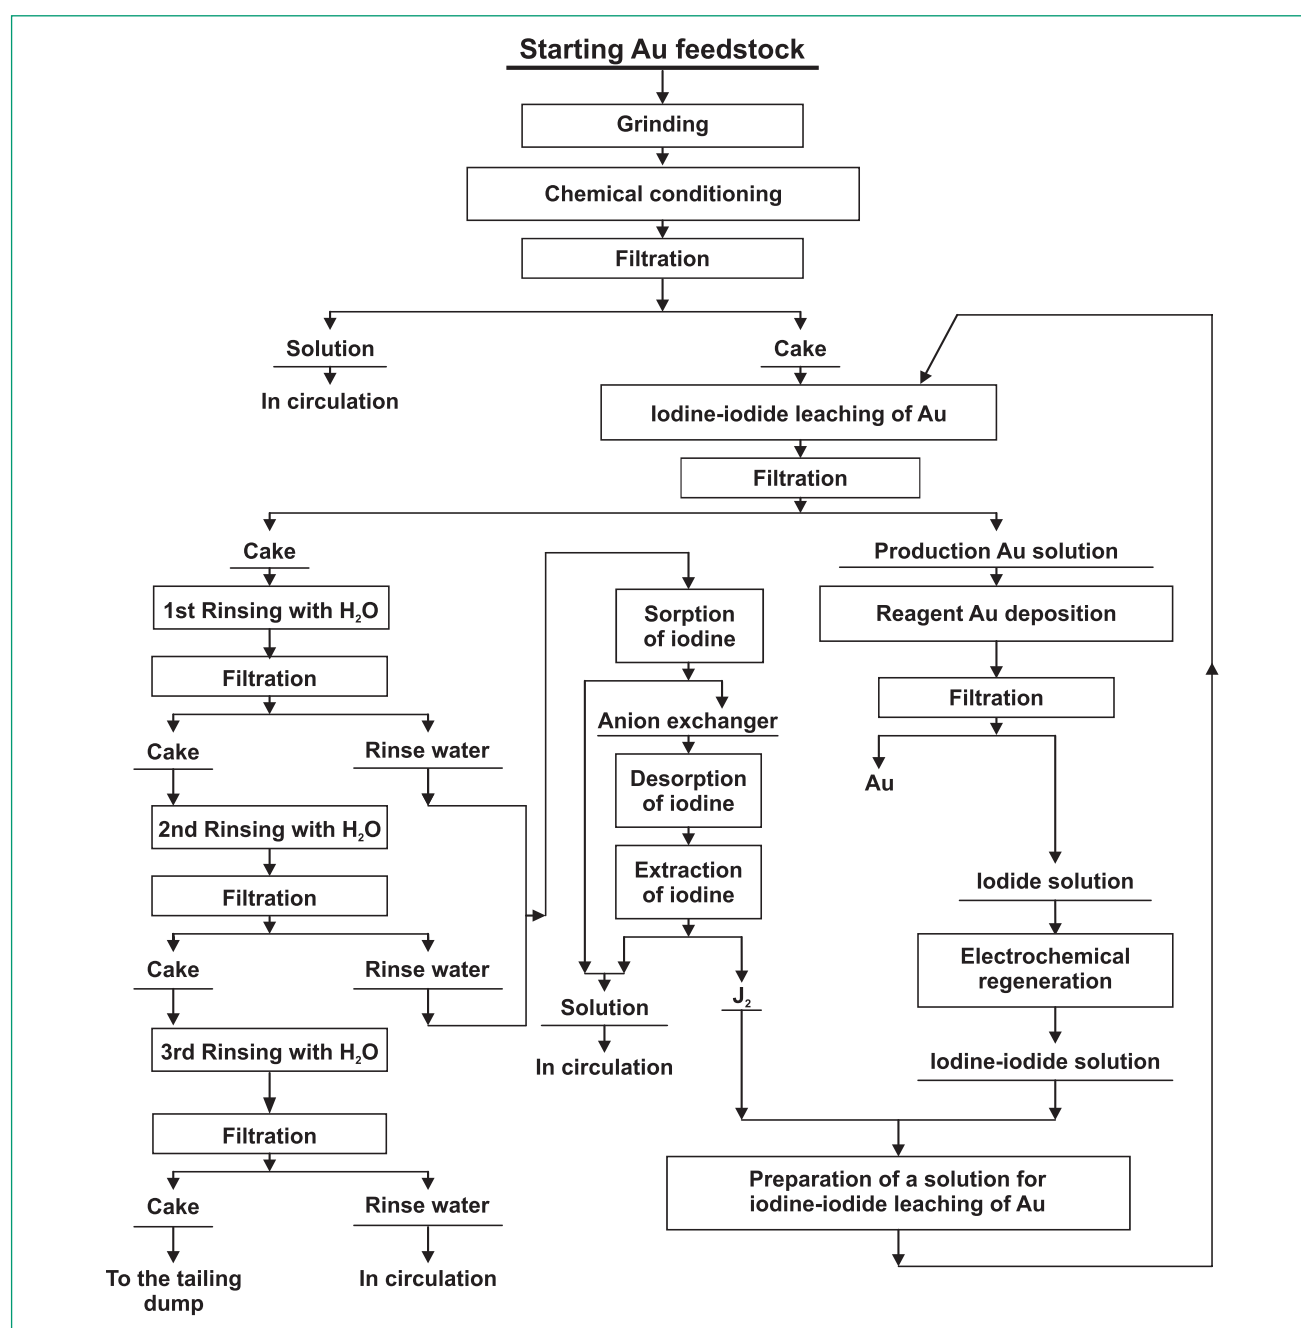 Starting Au feedstock
Grinding
Chemical conditioning
Filtration
Solution
In circulation
Cake
Iodine-iodide leaching of Au
Filtration
Cake
1st Rinsing with H₂O
Filtration
Cake
Rinse water
2nd Rinsing with H₂O
Filtration
Cake
Rinse water
3rd Rinsing with H₂O
Filtration
Cake
To the tailing
dump
Rinse water
In circulation
Sorption
of iodine
Anion exchanger
Desorption
of iodine
Extraction
of iodine
Solution
In circulation
J₂
Production Au solution
Reagent Au deposition
Filtration
Au
Iodide solution
Electrochemical
regeneration
Iodine-iodide solution
Preparation of a solution for
iodine-iodide leaching of Au